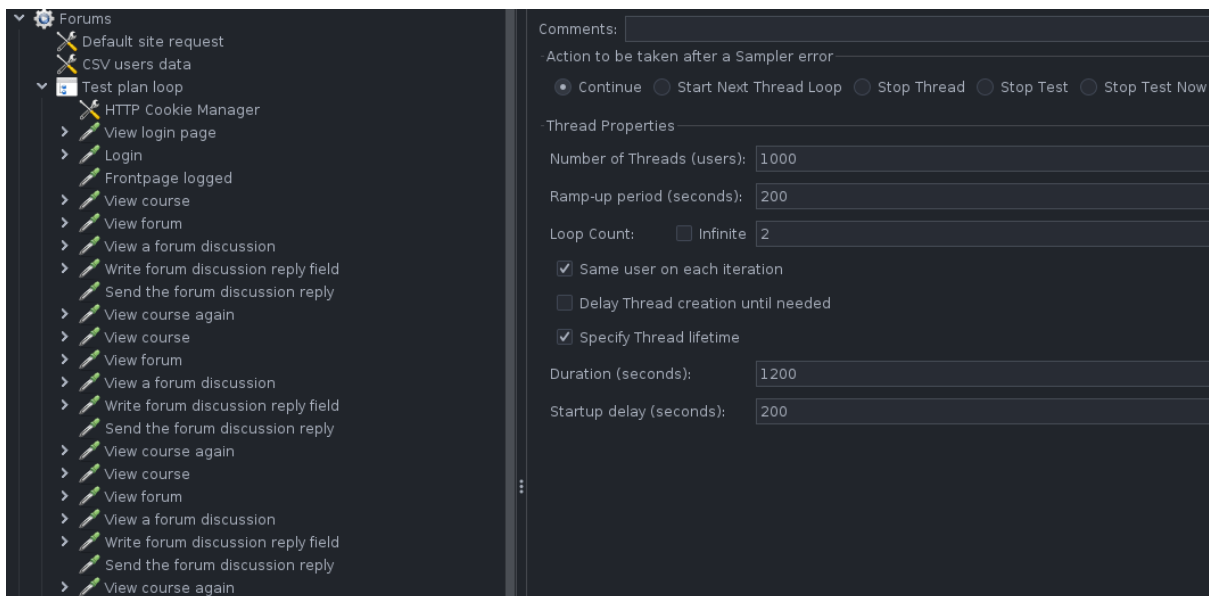 Forums
Default site request
CSV users data
Test plan loop
HTTP Cookie Manager
View login page
Login
Frontpage logged
View course
View forum
View a forum discussion
Write forum discussion reply field
Send the forum discussion reply
View course again
View course
View forum
View a forum discussion
Write forum discussion reply field
Send the forum discussion reply
View course again
View course
View forum
View a forum discussion
Write forum discussion reply field
Send the forum discussion reply
View course again
Comments:
Action to be taken after a Sampler error
Continue Start Next Thread Loop Stop Thread Stop Test Stop Test Now
Thread Properties
Number of Threads (users): 1000
Ramp-up period (seconds): 200
Loop Count: Infinite 2
Same user on each iteration
Delay Thread creation until needed
Specify Thread lifetime
Duration (seconds): 1200
Startup delay (seconds): 200